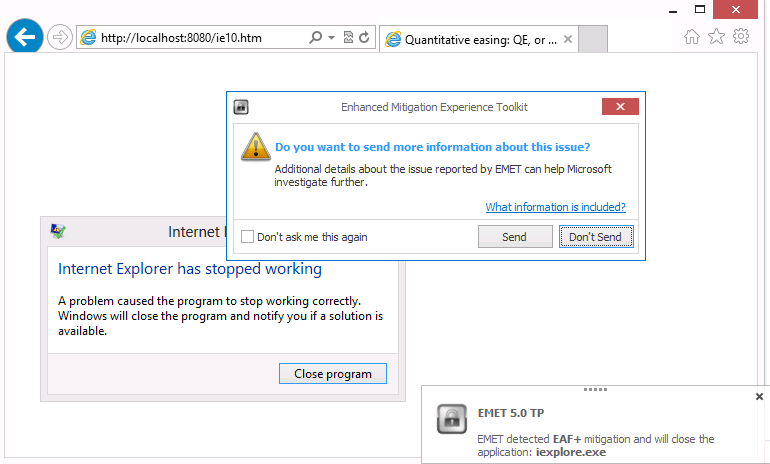 http://localhost:8080/ie10.htm
Quantitative easing: QE, or ...
Enhanced Mitigation Experience Toolkit
Do you want to send more information about this issue?
Additional details about the issue reported by EMET can help Microsoft
investigate further.
What information is included?
Don't ask me this again
Send
Don't Send
Internet
Internet Explorer has stopped working
A problem caused the program to stop working correctly.
Windows will close the program and notify you if a solution is
available.
Close program
EMET 5.0 TP
EMET detected EAF+ mitigation and will close the
application: iexplore.exe